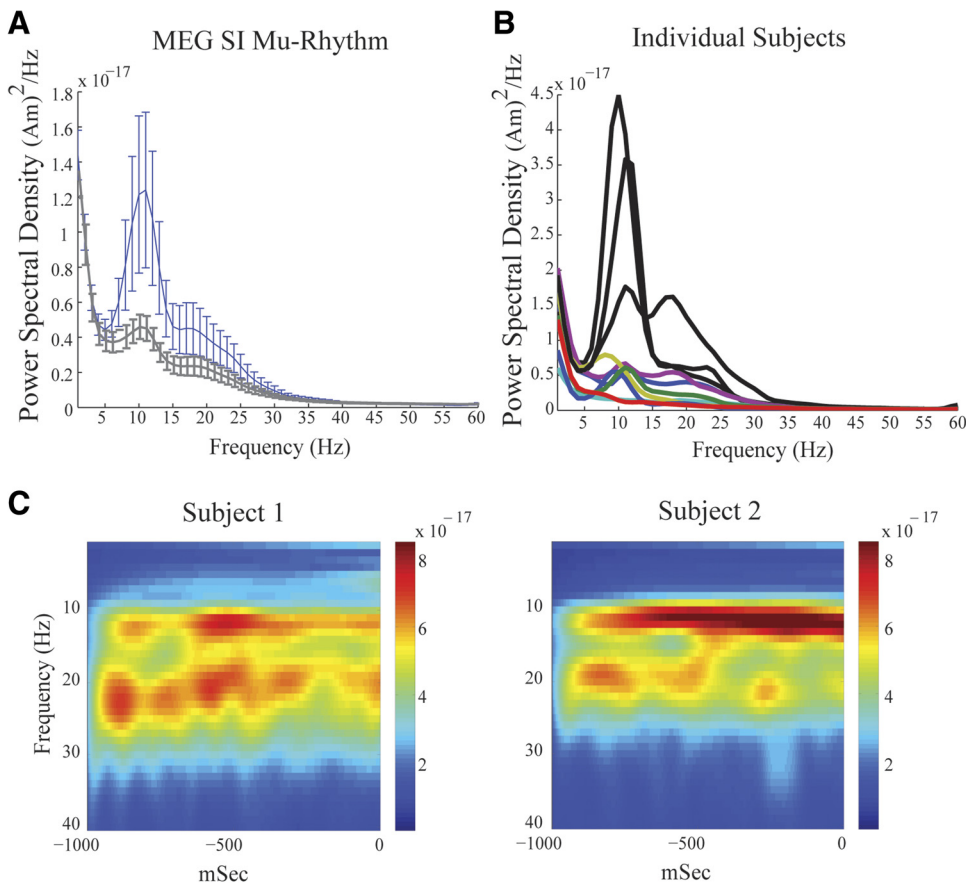 A
MEG SI Mu-Rhythm
x 10⁻¹⁷
Power Spectral Density (Am)²/Hz
1.8
1.6
1.4
1.2
1
0.8
0.6
0.4
0.2
0
5 10 15 20 25 30 35 40 45 50 55 60
Frequency (Hz)
B
Individual Subjects
x 10⁻¹⁷
Power Spectral Density (Am)²/Hz
4.5
4
3.5
3
2.5
2
1.5
1
0.5
0
5 10 15 20 25 30 35 40 45 50 55 60
Frequency (Hz)
C
Subject 1
x 10⁻¹⁷
Frequency (Hz)
10
20
30
40
8
6
4
2
−1000 −500 0
mSec
Subject 2
x 10⁻¹⁷
10
20
30
40
8
6
4
2
−1000 −500 0
mSec